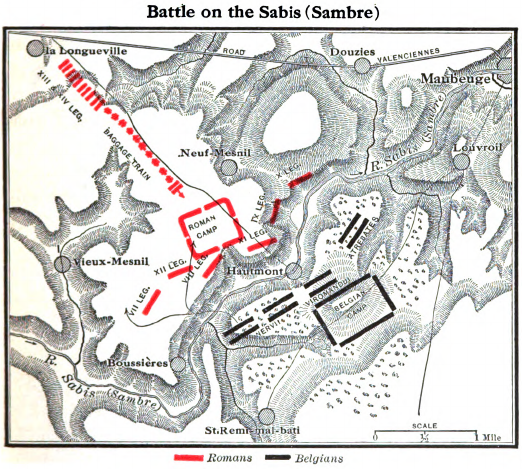 Battle on the Sabis (Sambre)
la Longueville
ROAD
Douzies
VALENCIENNES
Maubeuge
XIII & XIV LEG.
BAGGAGE TRAIN
R. Sabis (Sambre)
Louvroil
Neuf-Mesnil
X LEG.
IX LEG.
ROMAN
CAMP
XI LEG.
ATREBATES
Vieux-Mesnil
XII LEG.
VIII LEG.
Hautmont
VIROMANDUI
BELGIAN
CAMP
VII LEG.
NERVII
Boussières
R. Sabis (Sambre)
St. Remi-mal-bati
SCALE
0 ½ 1 Mile
Romans Belgians